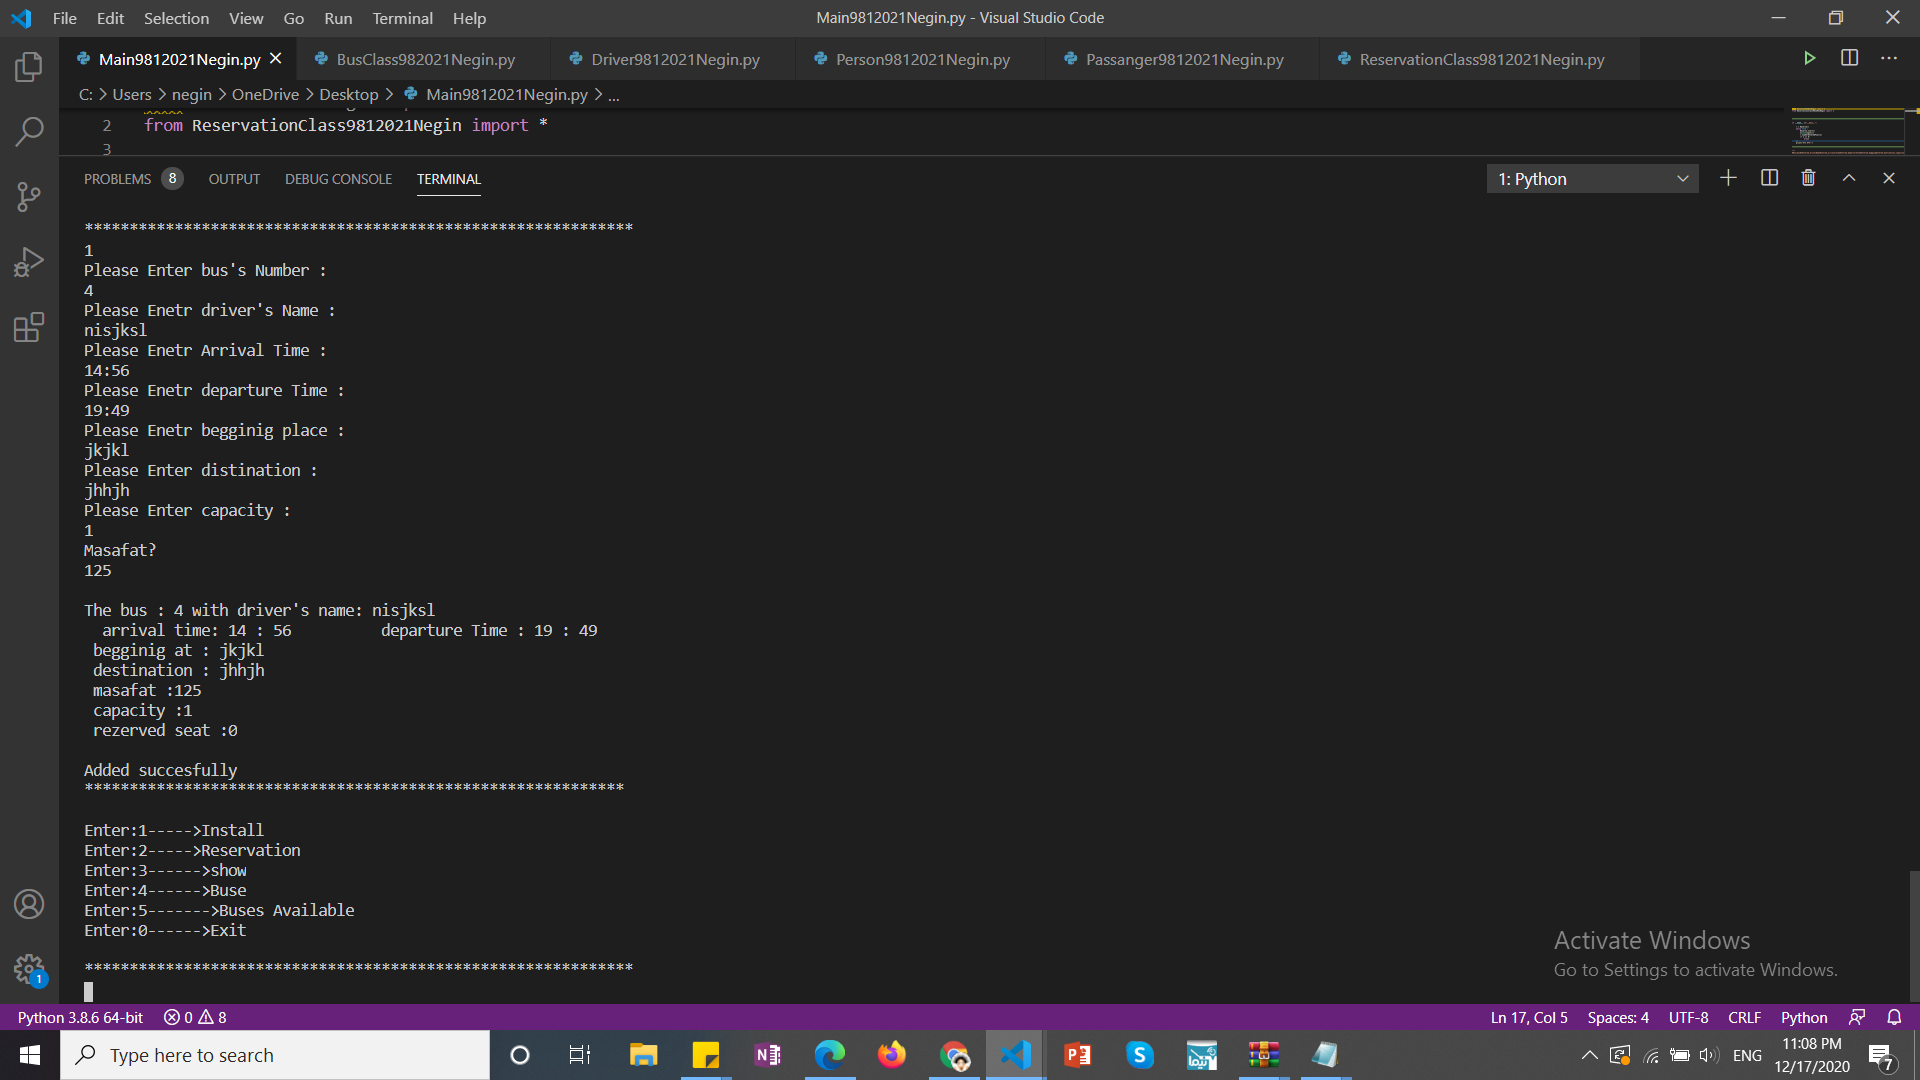 File Edit Selection View Go Run Terminal Help Main9812021Negin.py - Visual Studio Code
Main9812021Negin.py BusClass982021Negin.py Driver9812021Negin.py Person9812021Negin.py Passanger9812021Negin.py ReservationClass9812021Negin.py
C: > Users > negin > OneDrive > Desktop > Main9812021Negin.py > ...
2 from ReservationClass9812021Negin import *
3
PROBLEMS 8 OUTPUT DEBUG CONSOLE TERMINAL 1: Python
*************************************************************
1
Please Enter bus's Number :
4
Please Enetr driver's Name :
nisjksl
Please Enetr Arrival Time :
14:56
Please Enetr departure Time :
19:49
Please Enetr begginig place :
jkjkl
Please Enter distination :
jhhjh
Please Enter capacity :
1
Masafat?
125
The bus : 4 with driver's name: nisjksl
arrival time: 14 : 56 departure Time : 19 : 49
begginig at : jkjkl
destination : jhhjh
masafat :125
capacity :1
rezerved seat :0
Added succesfully
************************************************************
Enter:1----->Install
Enter:2----->Reservation
Enter:3------>show
Enter:4------>Buse
Enter:5------->Buses Available
Enter:0------>Exit
*************************************************************
Activate Windows
Go to Settings to activate Windows.
1
Python 3.8.6 64-bit 0 8 Ln 17, Col 5 Spaces: 4 UTF-8 CRLF Python
Type here to search ENG 11:08 PM
12/17/2020 7